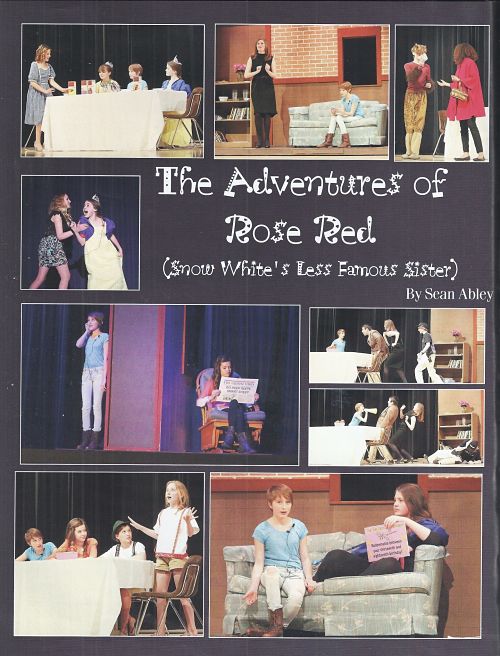 The Adventures of
Rose Red
(Snow White's Less Famous Sister)
By Sean Abley